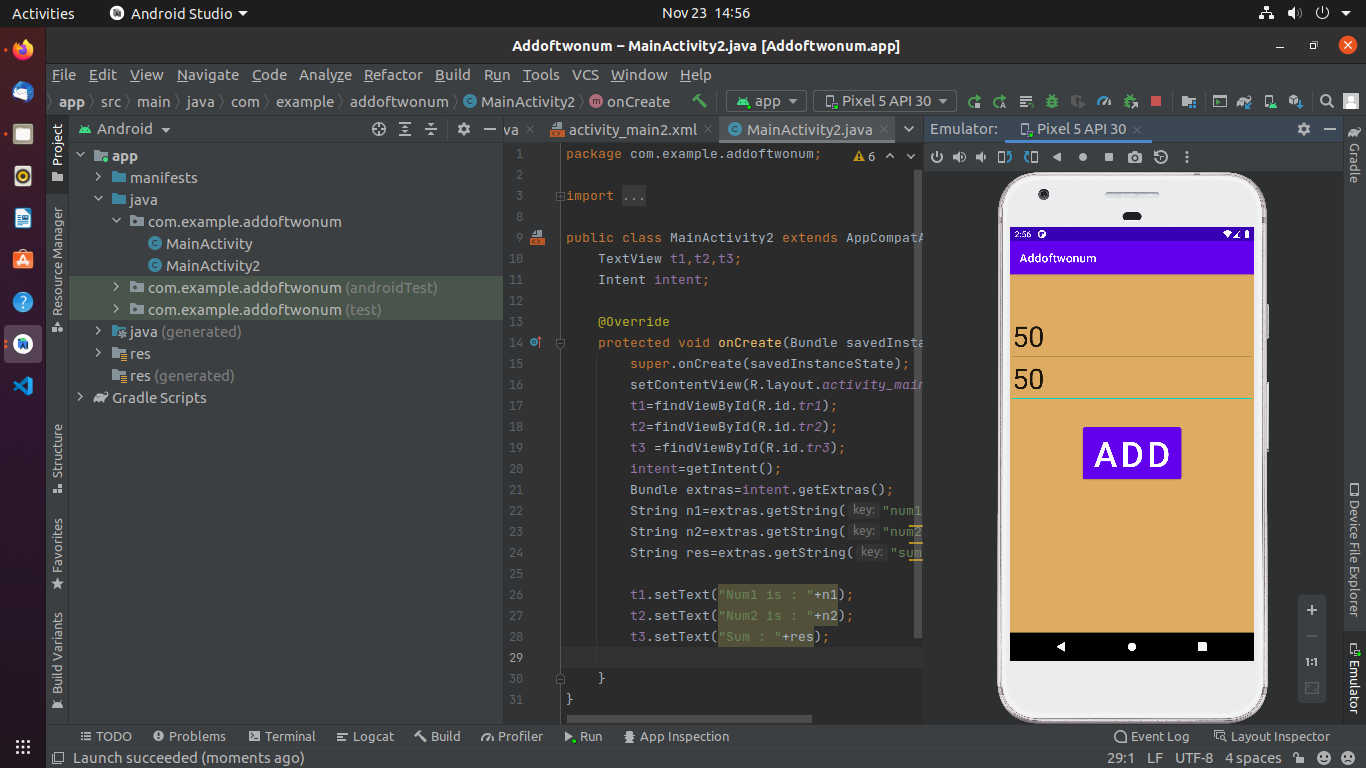 Activities Android Studio Nov 23 14:56
Addoftwonum – MainActivity2.java [Addoftwonum.app]
File Edit View Navigate Code Analyze Refactor Build Run Tools VCS Window Help
app src main java com example addoftwonum MainActivity2 onCreate app Pixel 5 API 30
Project
Resource Manager
Structure
Favorites
Build Variants
Android
app
manifests
java
com.example.addoftwonum
MainActivity
MainActivity2
com.example.addoftwonum (androidTest)
com.example.addoftwonum (test)
java (generated)
res
res (generated)
Gradle Scripts
va activity_main2.xml MainActivity2.java
6
1 package com.example.addoftwonum;
2
3 import ...
8
9 public class MainActivity2 extends AppCompatA
10 TextView t1,t2,t3;
11 Intent intent;
12
13 @Override
14 protected void onCreate(Bundle savedInsta
15 super.onCreate(savedInstanceState);
16 setContentView(R.layout.activity_main
17 t1=findViewById(R.id.tr1);
18 t2=findViewById(R.id.tr2);
19 t3 =findViewById(R.id.tr3);
20 intent=getIntent();
21 Bundle extras=intent.getExtras();
22 String n1=extras.getString( key: "num1
23 String n2=extras.getString( key: "num2
24 String res=extras.getString( key: "sum
25
26 t1.setText("Num1 is : "+n1);
27 t2.setText("Num2 is : "+n2);
28 t3.setText("Sum : "+res);
29
30 }
31 }
Emulator: Pixel 5 API 30
2:56
Addoftwonum
50
50
ADD
1:1
Gradle
Device File Explorer
Emulator
TODO Problems Terminal Logcat Build Profiler Run App Inspection Event Log Layout Inspector
Launch succeeded (moments ago) 29:1 LF UTF-8 4 spaces